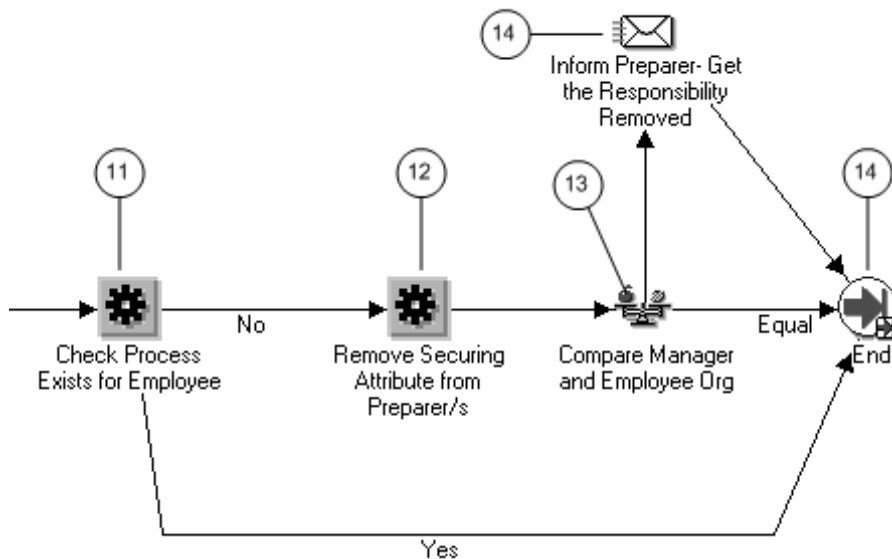 14
Inform Preparer- Get
the Responsibility
Removed
11
12
13
14
No
Equal
Check Process
Exists for Employee
Remove Securing
Attribute from
Preparer/s
Compare Manager
and Employee Org
End
Yes